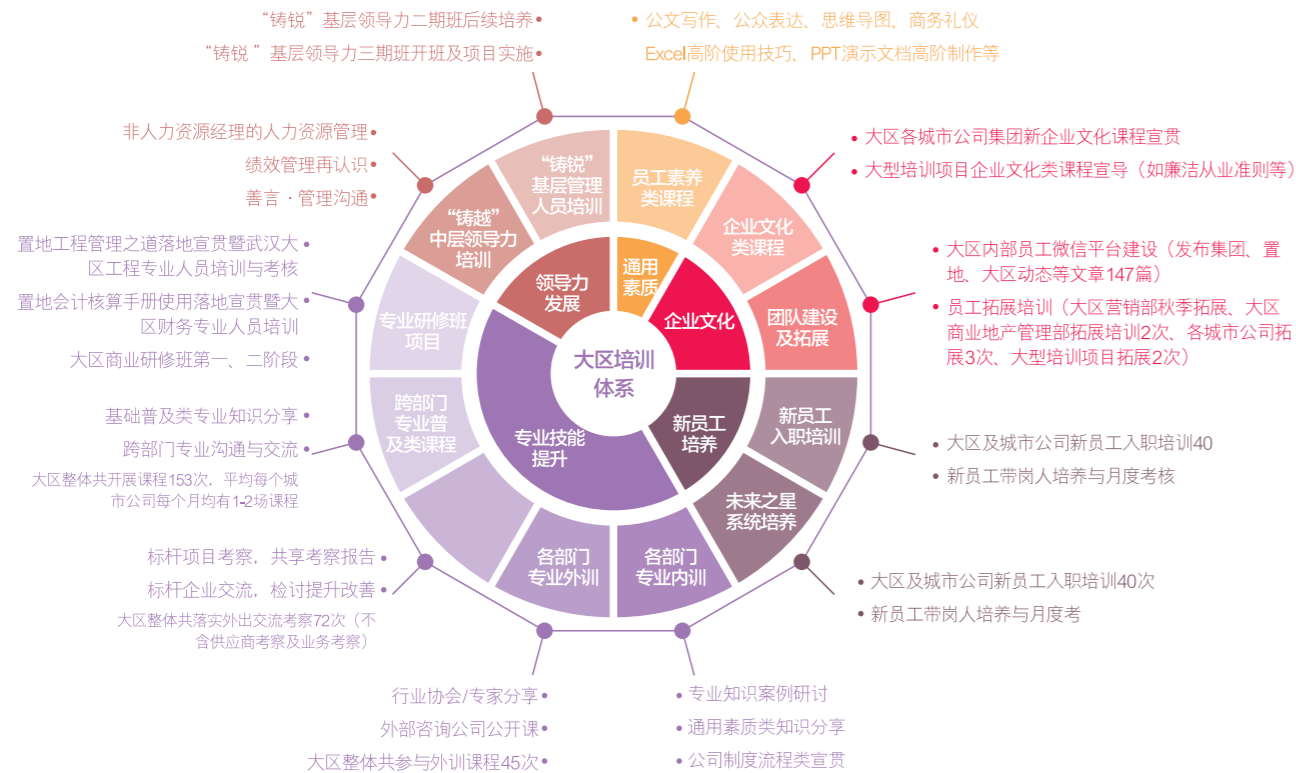 “铸锐”基层领导力二期班后续培养
“铸锐 ”基层领导力三期班开班及项目实施
公文写作、公众表达、思维导图、商务礼仪
Excel高阶使用技巧、PPT演示文档高阶制作等
非人力资源经理的人力资源管理
绩效管理再认识
善言·管理沟通
大区各城市公司集团新企业文化课程宣贯
大型培训项目企业文化类课程宣导（如廉洁从业准则等）
置地工程管理之道落地宣贯暨武汉大
区工程专业人员培训与考核
置地会计核算手册使用落地宣贯暨大
区财务专业人员培训
大区商业研修班第一、二阶段
大区内部员工微信平台建设（发布集团、置
地、大区动态等文章147篇）
员工拓展培训（大区营销部秋季拓展、大区
商业地产管理部拓展培训2次、各城市公司拓
展3次、大型培训项目拓展2次）
基础普及类专业知识分享
跨部门专业沟通与交流
大区整体共开展课程153次，平均每个城
市公司每个月均有1-2场课程
大区及城市公司新员工入职培训40
新员工带岗人培养与月度考核
标杆项目考察，共享考察报告
标杆企业交流，检讨提升改善
大区整体共落实外出交流考察72次（不
含供应商考察及业务考察）
大区及城市公司新员工入职培训40次
新员工带岗人培养与月度考
行业协会/专家分享
外部咨询公司公开课
大区整体共参与外训课程45次
专业知识案例研讨
通用素质类知识分享
公司制度流程类宣贯
“铸锐”
基层管理
人员培训
员工素养
类课程
“铸越”
中层领导力
培训
企业文化
类课程
专业研修班
项目
团队建设
及拓展
跨部门
专业普
及类课程
新员工
入职培训
未来之星
系统培养
各部门
专业外训
各部门
专业内训
领导力
发展
通用
素质
企业文化
新员工
培养
专业技能
提升
大区培训
体系